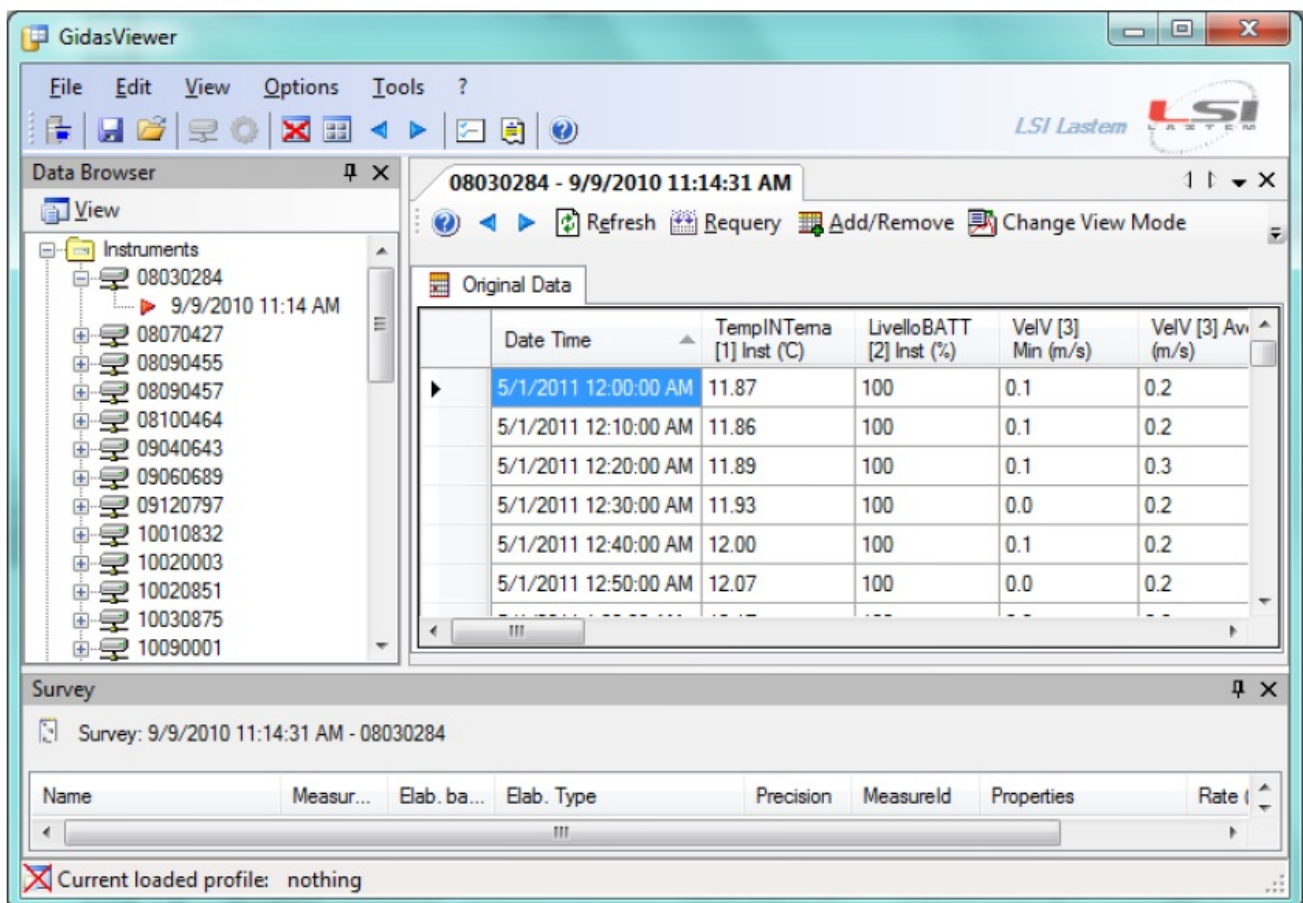 GidasViewer
File Edit View Options Tools ?
LSI Lastem
LSI
LASTEM
Data Browser
View
Instruments
08030284
9/9/2010 11:14 AM
08070427
08090455
08090457
08100464
09040643
09060689
09120797
10010832
10020003
10020851
10030875
10090001
08030284 - 9/9/2010 11:14:31 AM
Refresh Requery Add/Remove Change View Mode
Original Data
Date Time TempINTerna [1] Inst (°C) LivelloBATT [2] Inst (%) VelV [3] Min (m/s) VelV [3] Ave (m/s)
5/1/2011 12:00:00 AM 11.87 100 0.1 0.2
5/1/2011 12:10:00 AM 11.86 100 0.1 0.2
5/1/2011 12:20:00 AM 11.89 100 0.1 0.3
5/1/2011 12:30:00 AM 11.93 100 0.0 0.2
5/1/2011 12:40:00 AM 12.00 100 0.1 0.2
5/1/2011 12:50:00 AM 12.07 100 0.0 0.2
Survey
Survey: 9/9/2010 11:14:31 AM - 08030284
Name Measur... Elab. ba... Elab. Type Precision MeasureId Properties Rate (
Current loaded profile: nothing